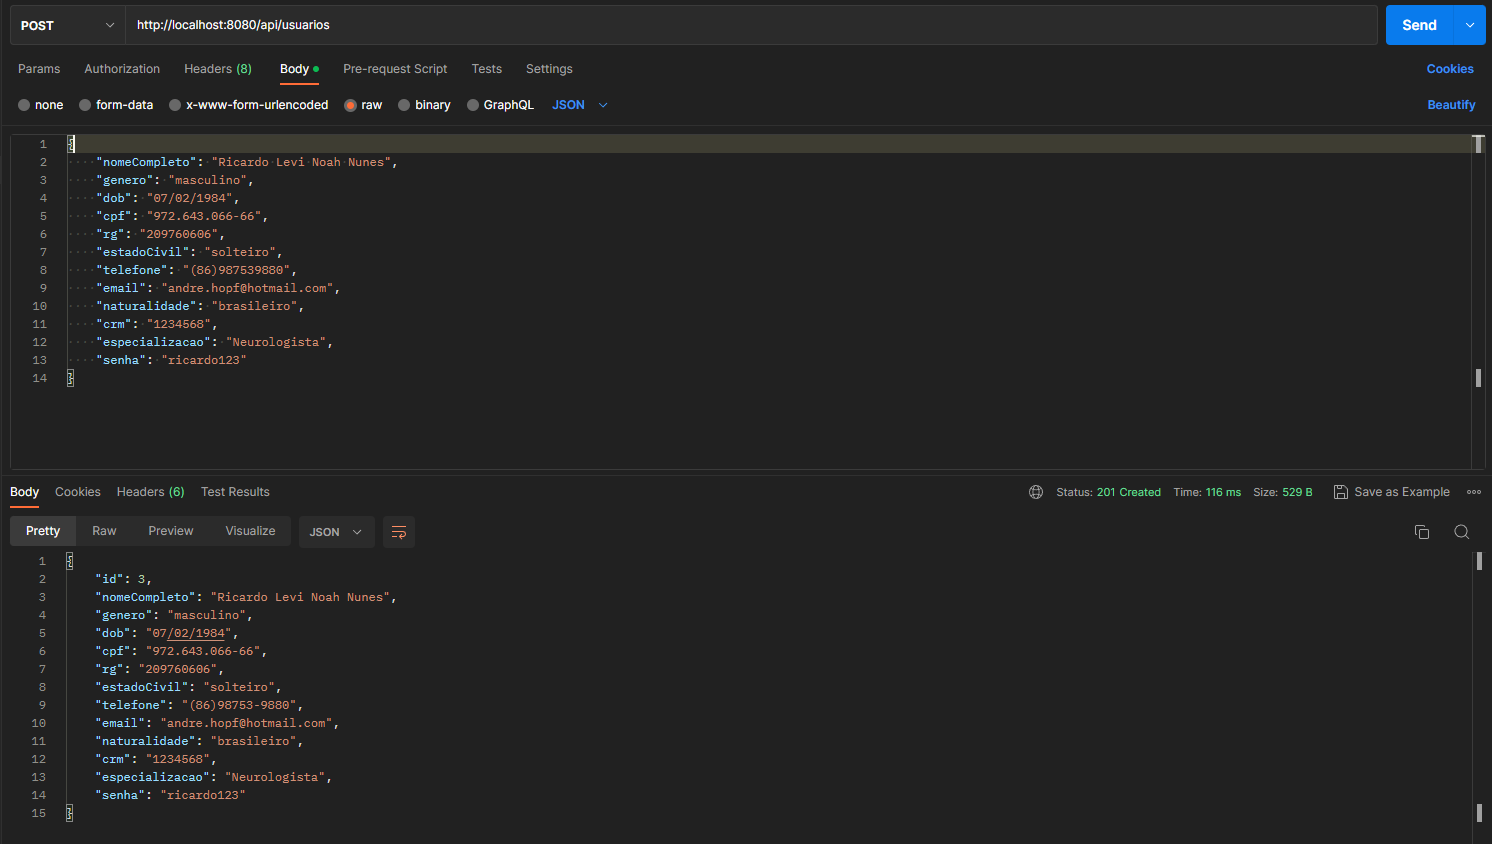 POST http://localhost:8080/api/usuarios Send
Params Authorization Headers (8) Body Pre-request Script Tests Settings Cookies
none form-data x-www-form-urlencoded raw binary GraphQL JSON Beautify
1 {
2 "nomeCompleto": "Ricardo Levi Noah Nunes",
3 "genero": "masculino",
4 "dob": "07/02/1984",
5 "cpf": "972.643.066-66",
6 "rg": "209760606",
7 "estadoCivil": "solteiro",
8 "telefone": "(86)987539880",
9 "email": "andre.hopf@hotmail.com",
10 "naturalidade": "brasileiro",
11 "crm": "1234568",
12 "especializacao": "Neurologista",
13 "senha": "ricardo123"
14 }
Body Cookies Headers (6) Test Results Status: 201 Created Time: 116 ms Size: 529 B Save as Example
Pretty Raw Preview Visualize JSON
1 {
2 "id": 3,
3 "nomeCompleto": "Ricardo Levi Noah Nunes",
4 "genero": "masculino",
5 "dob": "07/02/1984",
6 "cpf": "972.643.066-66",
7 "rg": "209760606",
8 "estadoCivil": "solteiro",
9 "telefone": "(86)98753-9880",
10 "email": "andre.hopf@hotmail.com",
11 "naturalidade": "brasileiro",
12 "crm": "1234568",
13 "especializacao": "Neurologista",
14 "senha": "ricardo123"
15 }